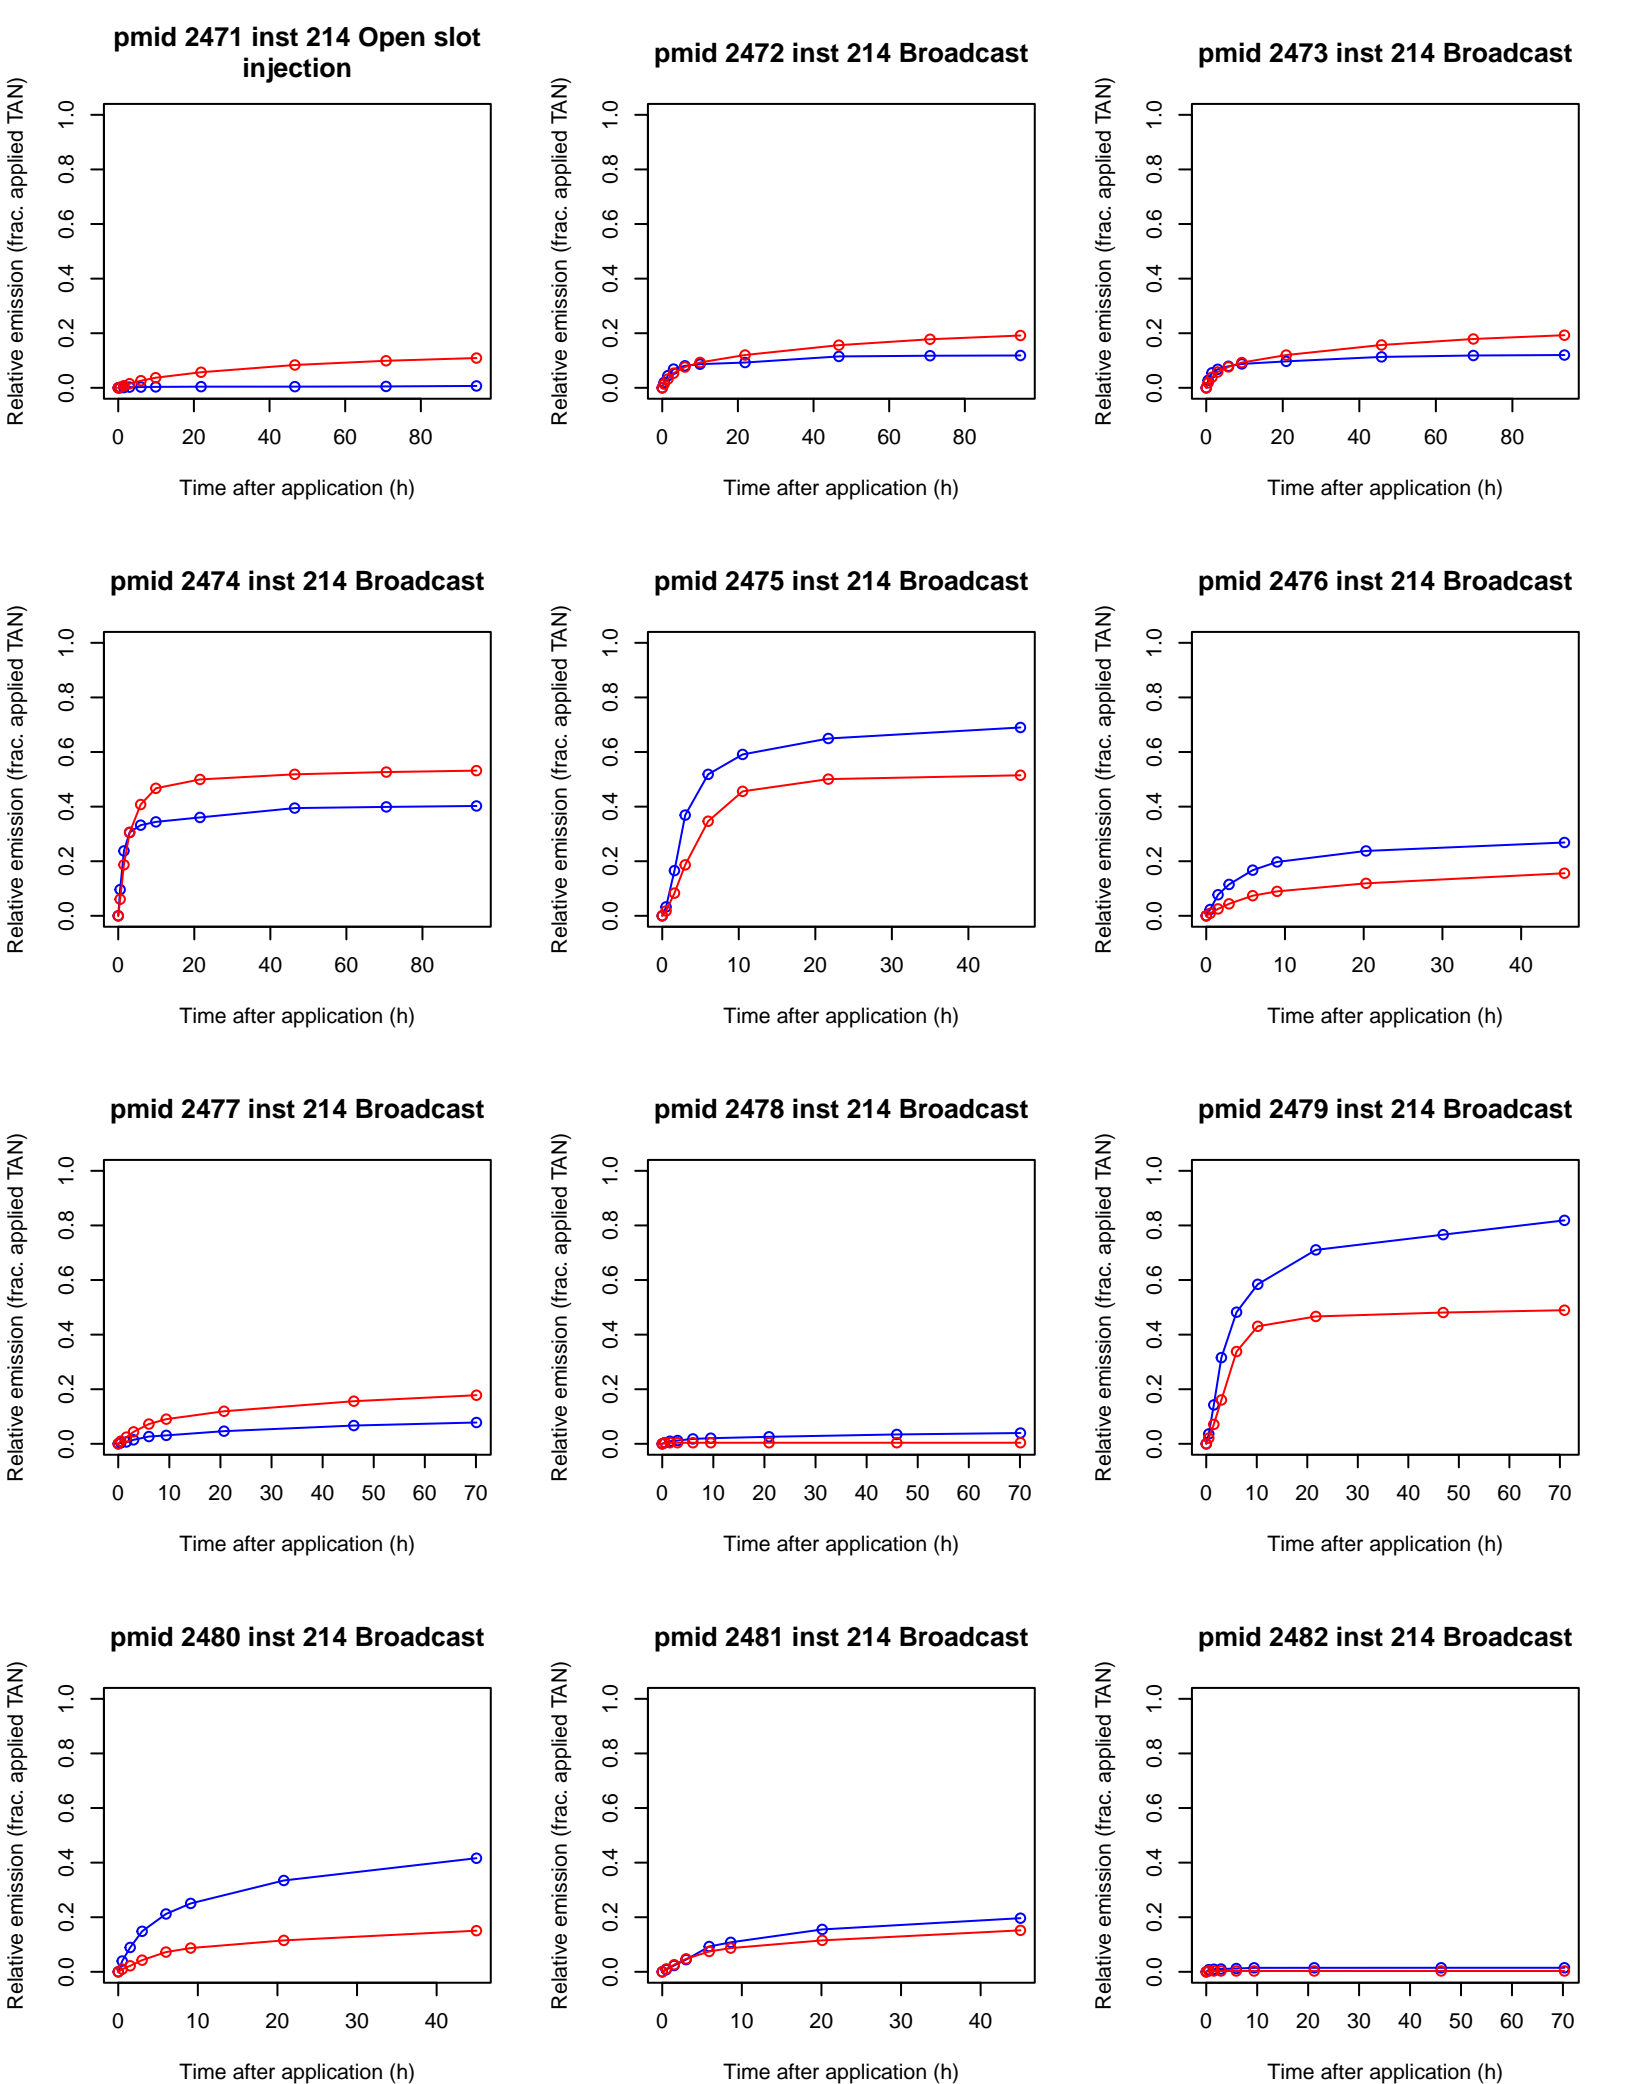 pmid 2471 inst 214 Open slot
injection
Relative emission (frac. applied TAN)
0.0 0.2 0.4 0.6 0.8 1.0
0 20 40 60 80
Time after application (h)
pmid 2472 inst 214 Broadcast
Relative emission (frac. applied TAN)
0.0 0.2 0.4 0.6 0.8 1.0
0 20 40 60 80
Time after application (h)
pmid 2473 inst 214 Broadcast
Relative emission (frac. applied TAN)
0.0 0.2 0.4 0.6 0.8 1.0
0 20 40 60 80
Time after application (h)
pmid 2474 inst 214 Broadcast
Relative emission (frac. applied TAN)
0.0 0.2 0.4 0.6 0.8 1.0
0 20 40 60 80
Time after application (h)
pmid 2475 inst 214 Broadcast
Relative emission (frac. applied TAN)
0.0 0.2 0.4 0.6 0.8 1.0
0 10 20 30 40
Time after application (h)
pmid 2476 inst 214 Broadcast
Relative emission (frac. applied TAN)
0.0 0.2 0.4 0.6 0.8 1.0
0 10 20 30 40
Time after application (h)
pmid 2477 inst 214 Broadcast
Relative emission (frac. applied TAN)
0.0 0.2 0.4 0.6 0.8 1.0
0 10 20 30 40 50 60 70
Time after application (h)
pmid 2478 inst 214 Broadcast
Relative emission (frac. applied TAN)
0.0 0.2 0.4 0.6 0.8 1.0
0 10 20 30 40 50 60 70
Time after application (h)
pmid 2479 inst 214 Broadcast
Relative emission (frac. applied TAN)
0.0 0.2 0.4 0.6 0.8 1.0
0 10 20 30 40 50 60 70
Time after application (h)
pmid 2480 inst 214 Broadcast
Relative emission (frac. applied TAN)
0.0 0.2 0.4 0.6 0.8 1.0
0 10 20 30 40
Time after application (h)
pmid 2481 inst 214 Broadcast
Relative emission (frac. applied TAN)
0.0 0.2 0.4 0.6 0.8 1.0
0 10 20 30 40
Time after application (h)
pmid 2482 inst 214 Broadcast
Relative emission (frac. applied TAN)
0.0 0.2 0.4 0.6 0.8 1.0
0 10 20 30 40 50 60 70
Time after application (h)